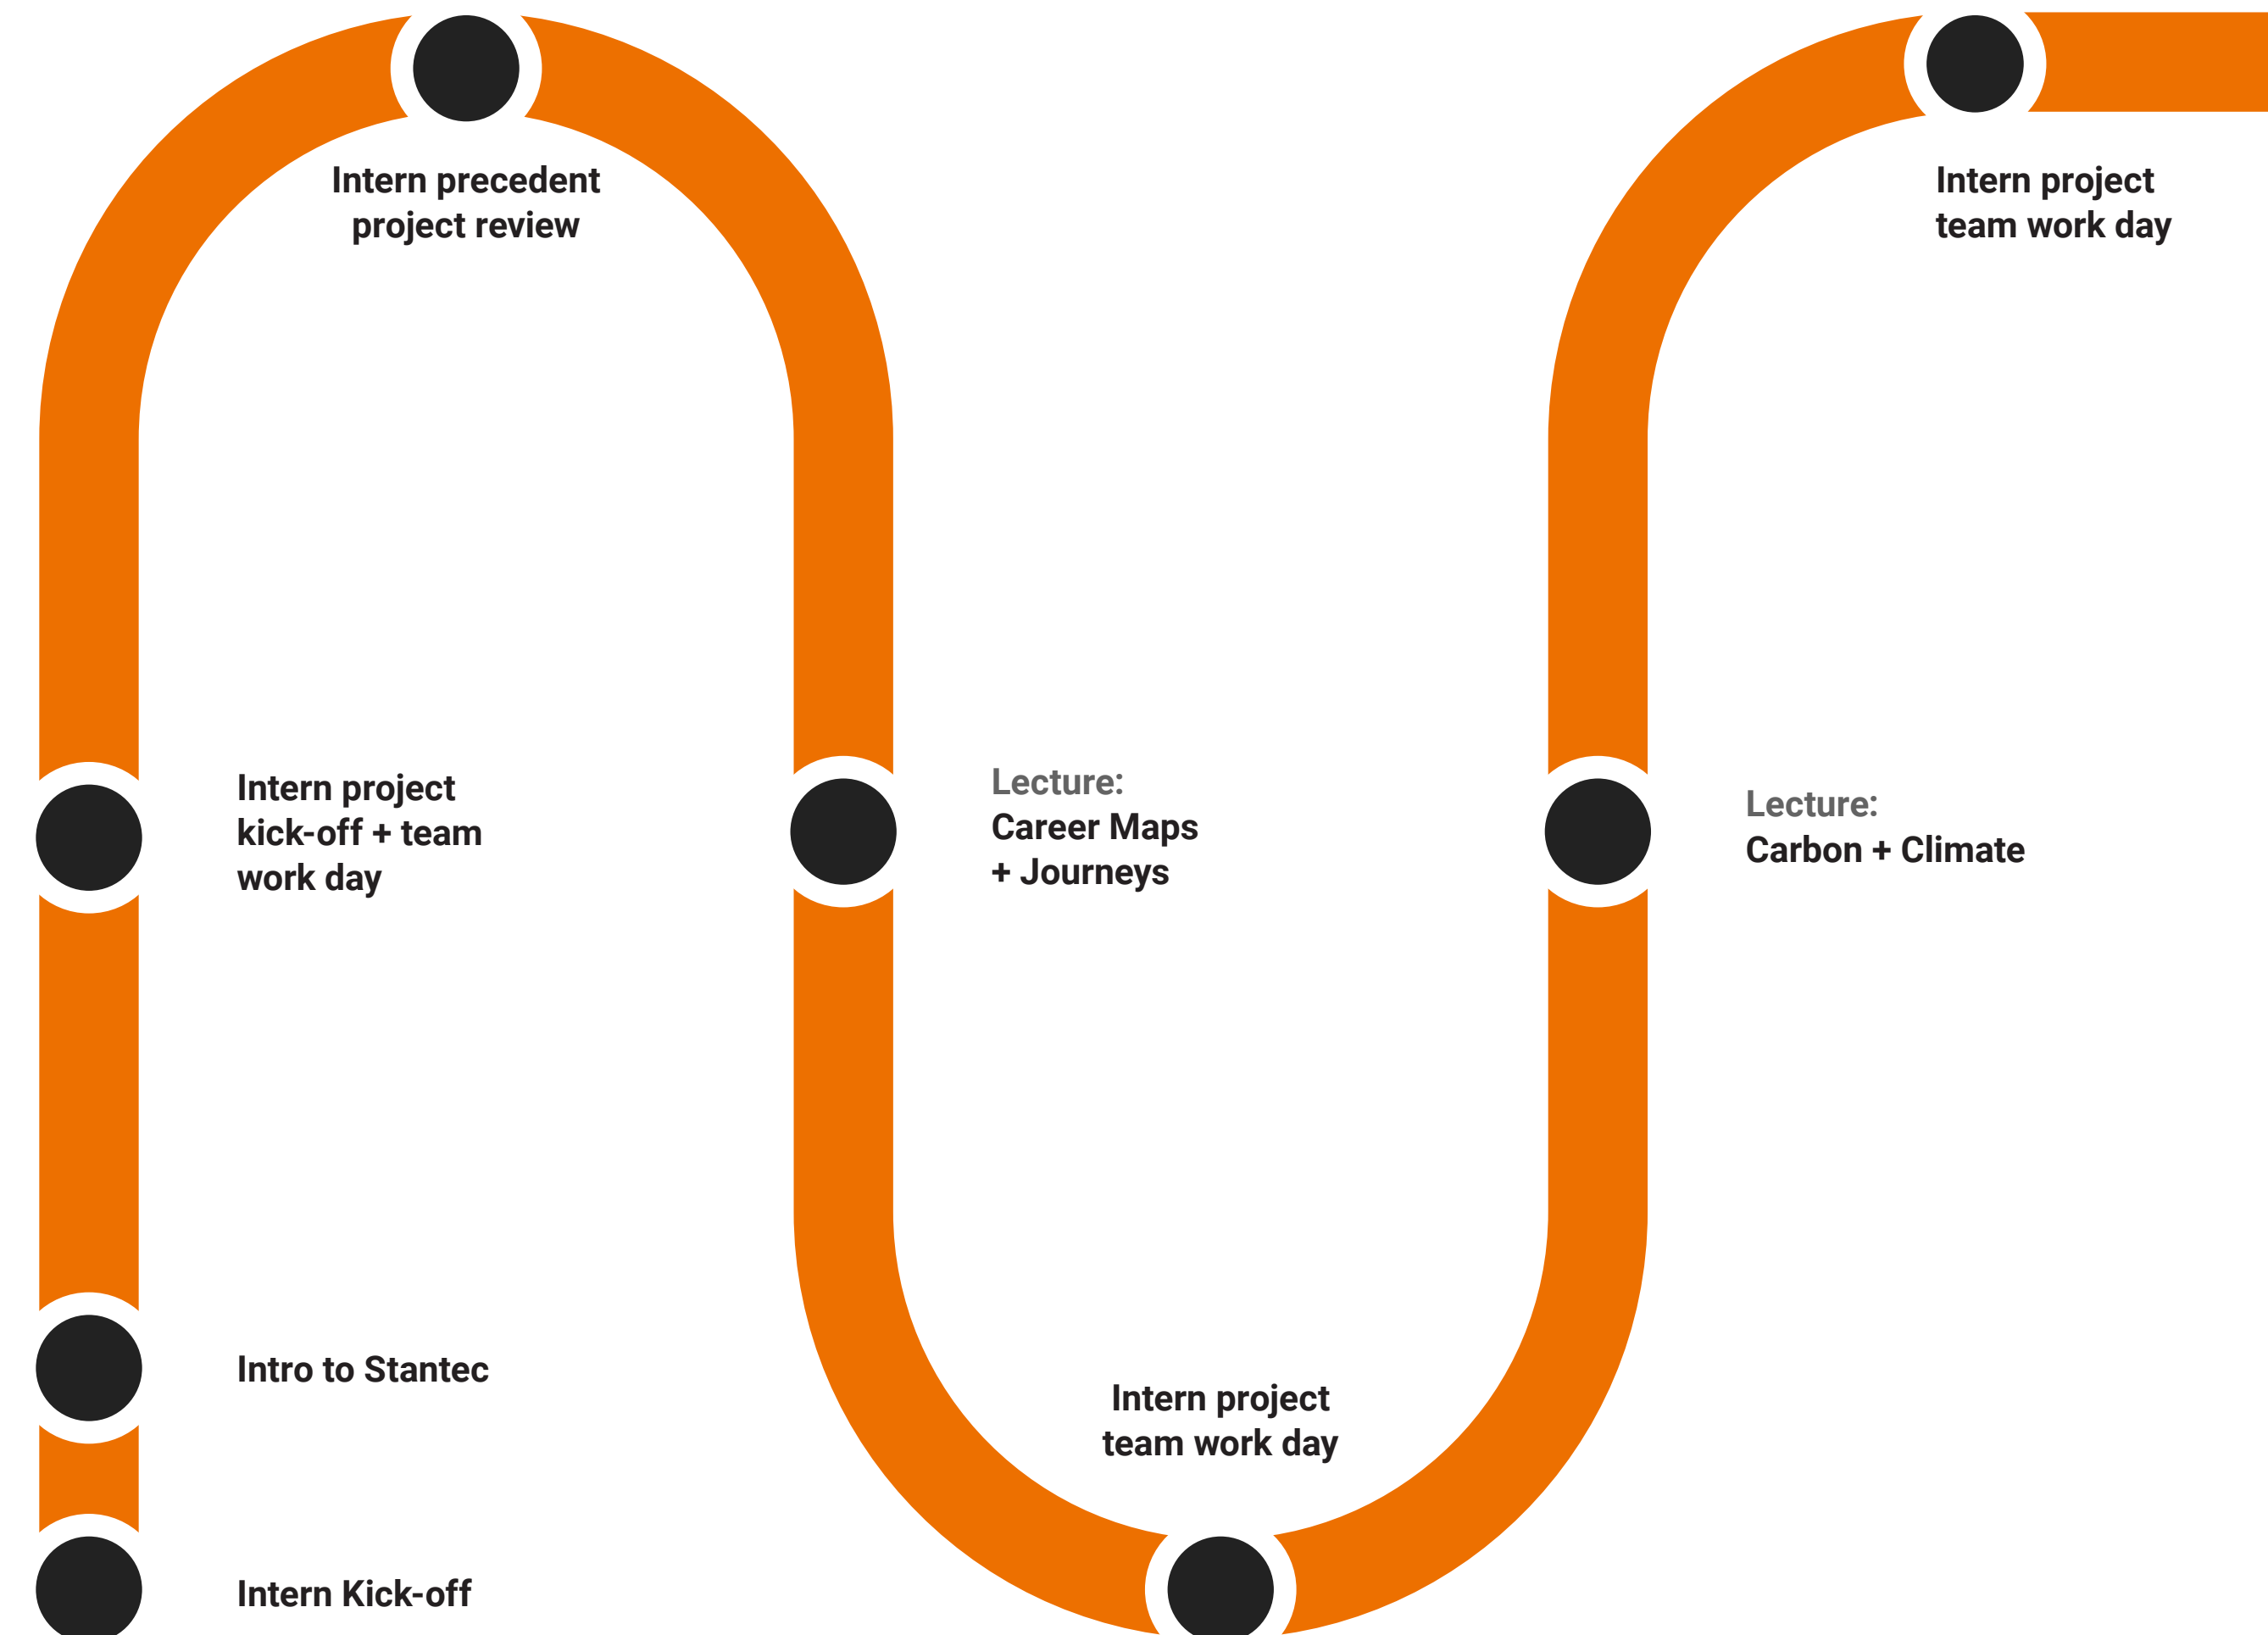 Intern precedent
project review
Intern project
team work day
Intern project
kick-off + team
work day
Lecture:
Career Maps
+ Journeys
Lecture:
Carbon + Climate
Intro to Stantec
Intern project
team work day
Intern Kick-off